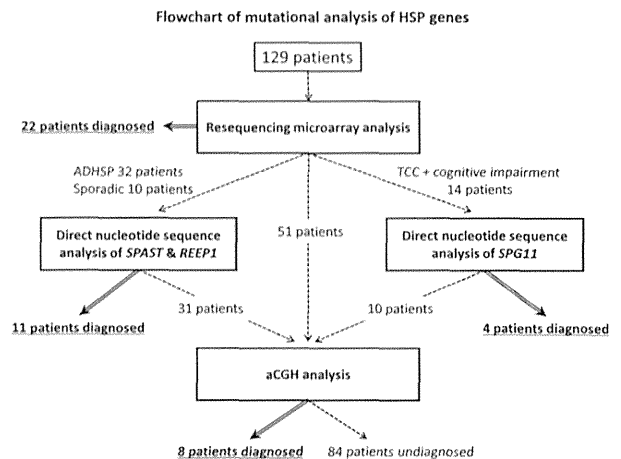 Flowchart of mutational analysis of HSP genes
129 patients
22 patients diagnosed
Resequencing microarray analysis
ADHSP 32 patients
Sporadic 10 patients
TCC + cognitive impairment
14 patients
51 patients
Direct nucleotide sequence
analysis of SPAST & REEP1
Direct nucleotide sequence
analysis of SPG11
11 patients diagnosed
31 patients
10 patients
4 patients diagnosed
aCGH analysis
8 patients diagnosed
84 patients undiagnosed